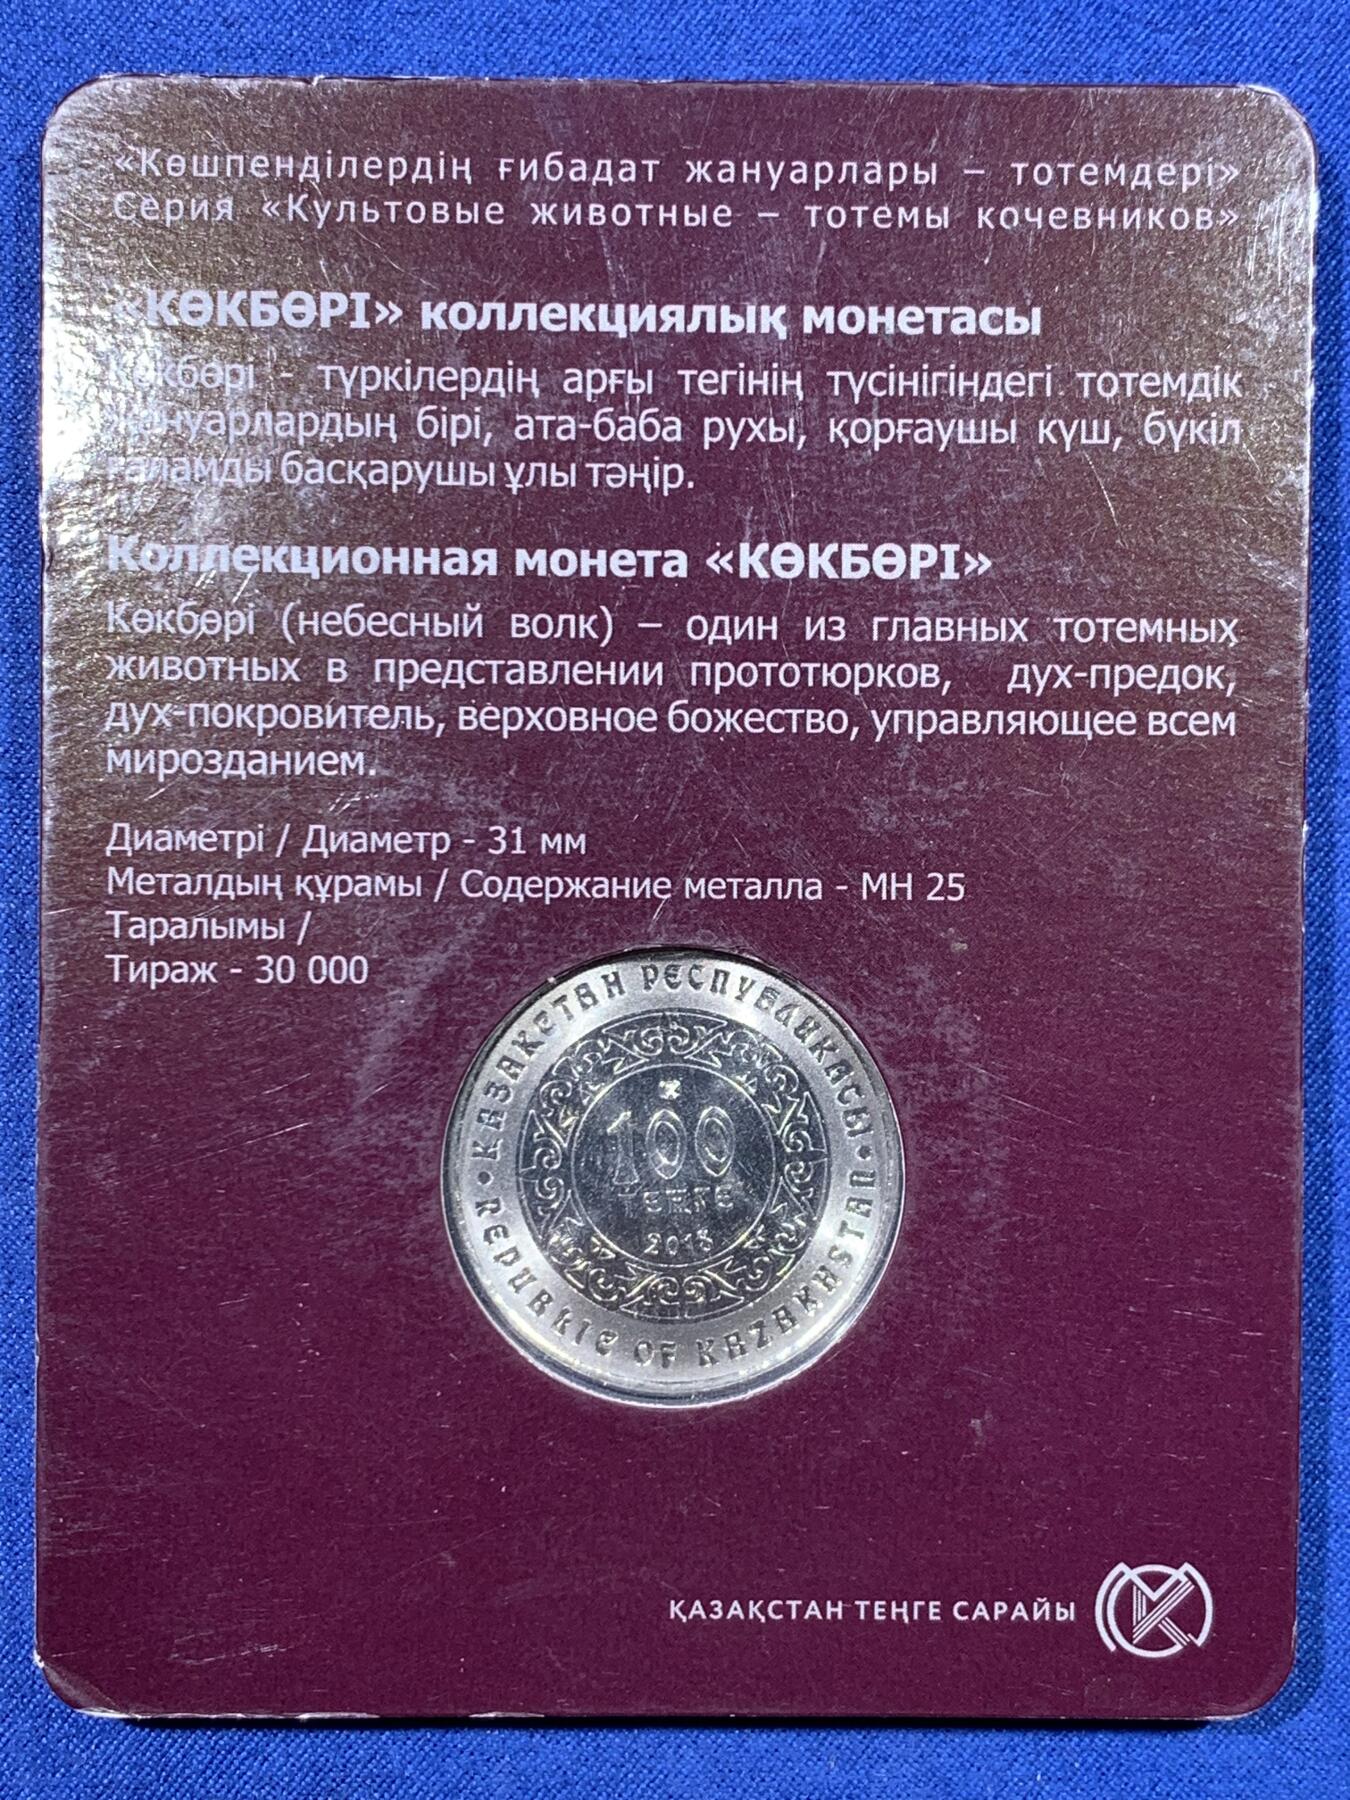 «Көшпенділердің ғибадат жануарлары – тотемдері»
Серия «Культовые животные – тотемы кочевников»
«КӨКБӨРІ» коллекциялық монетасы
Көкбөрі - түркілердің арғы тегінің түсінігіндегі тотемдік
жануарлардың бірі, ата-баба рухы, қорғаушы күш, бүкіл
ғаламды басқарушы ұлы тәңір.
Коллекционная монета «КӨКБӨРІ»
Көкбөрі (небесный волк) – один из главных тотемных
животных в представлении прототюрков, дух-предок,
дух-покровитель, верховное божество, управляющее всем
мирозданием.
Диаметрі / Диаметр - 31 мм
Металдың құрамы / Содержание металла - МН 25
Таралымы /
Тираж - 30 000
• ҚАЗАҚСТАН РЕСПУБЛИКАСЫ •
100
ТЕҢГЕ
2018
REPUBLIC OF KAZAKHSTAN
ҚАЗАҚСТАН ТЕҢГЕ САРАЙЫ